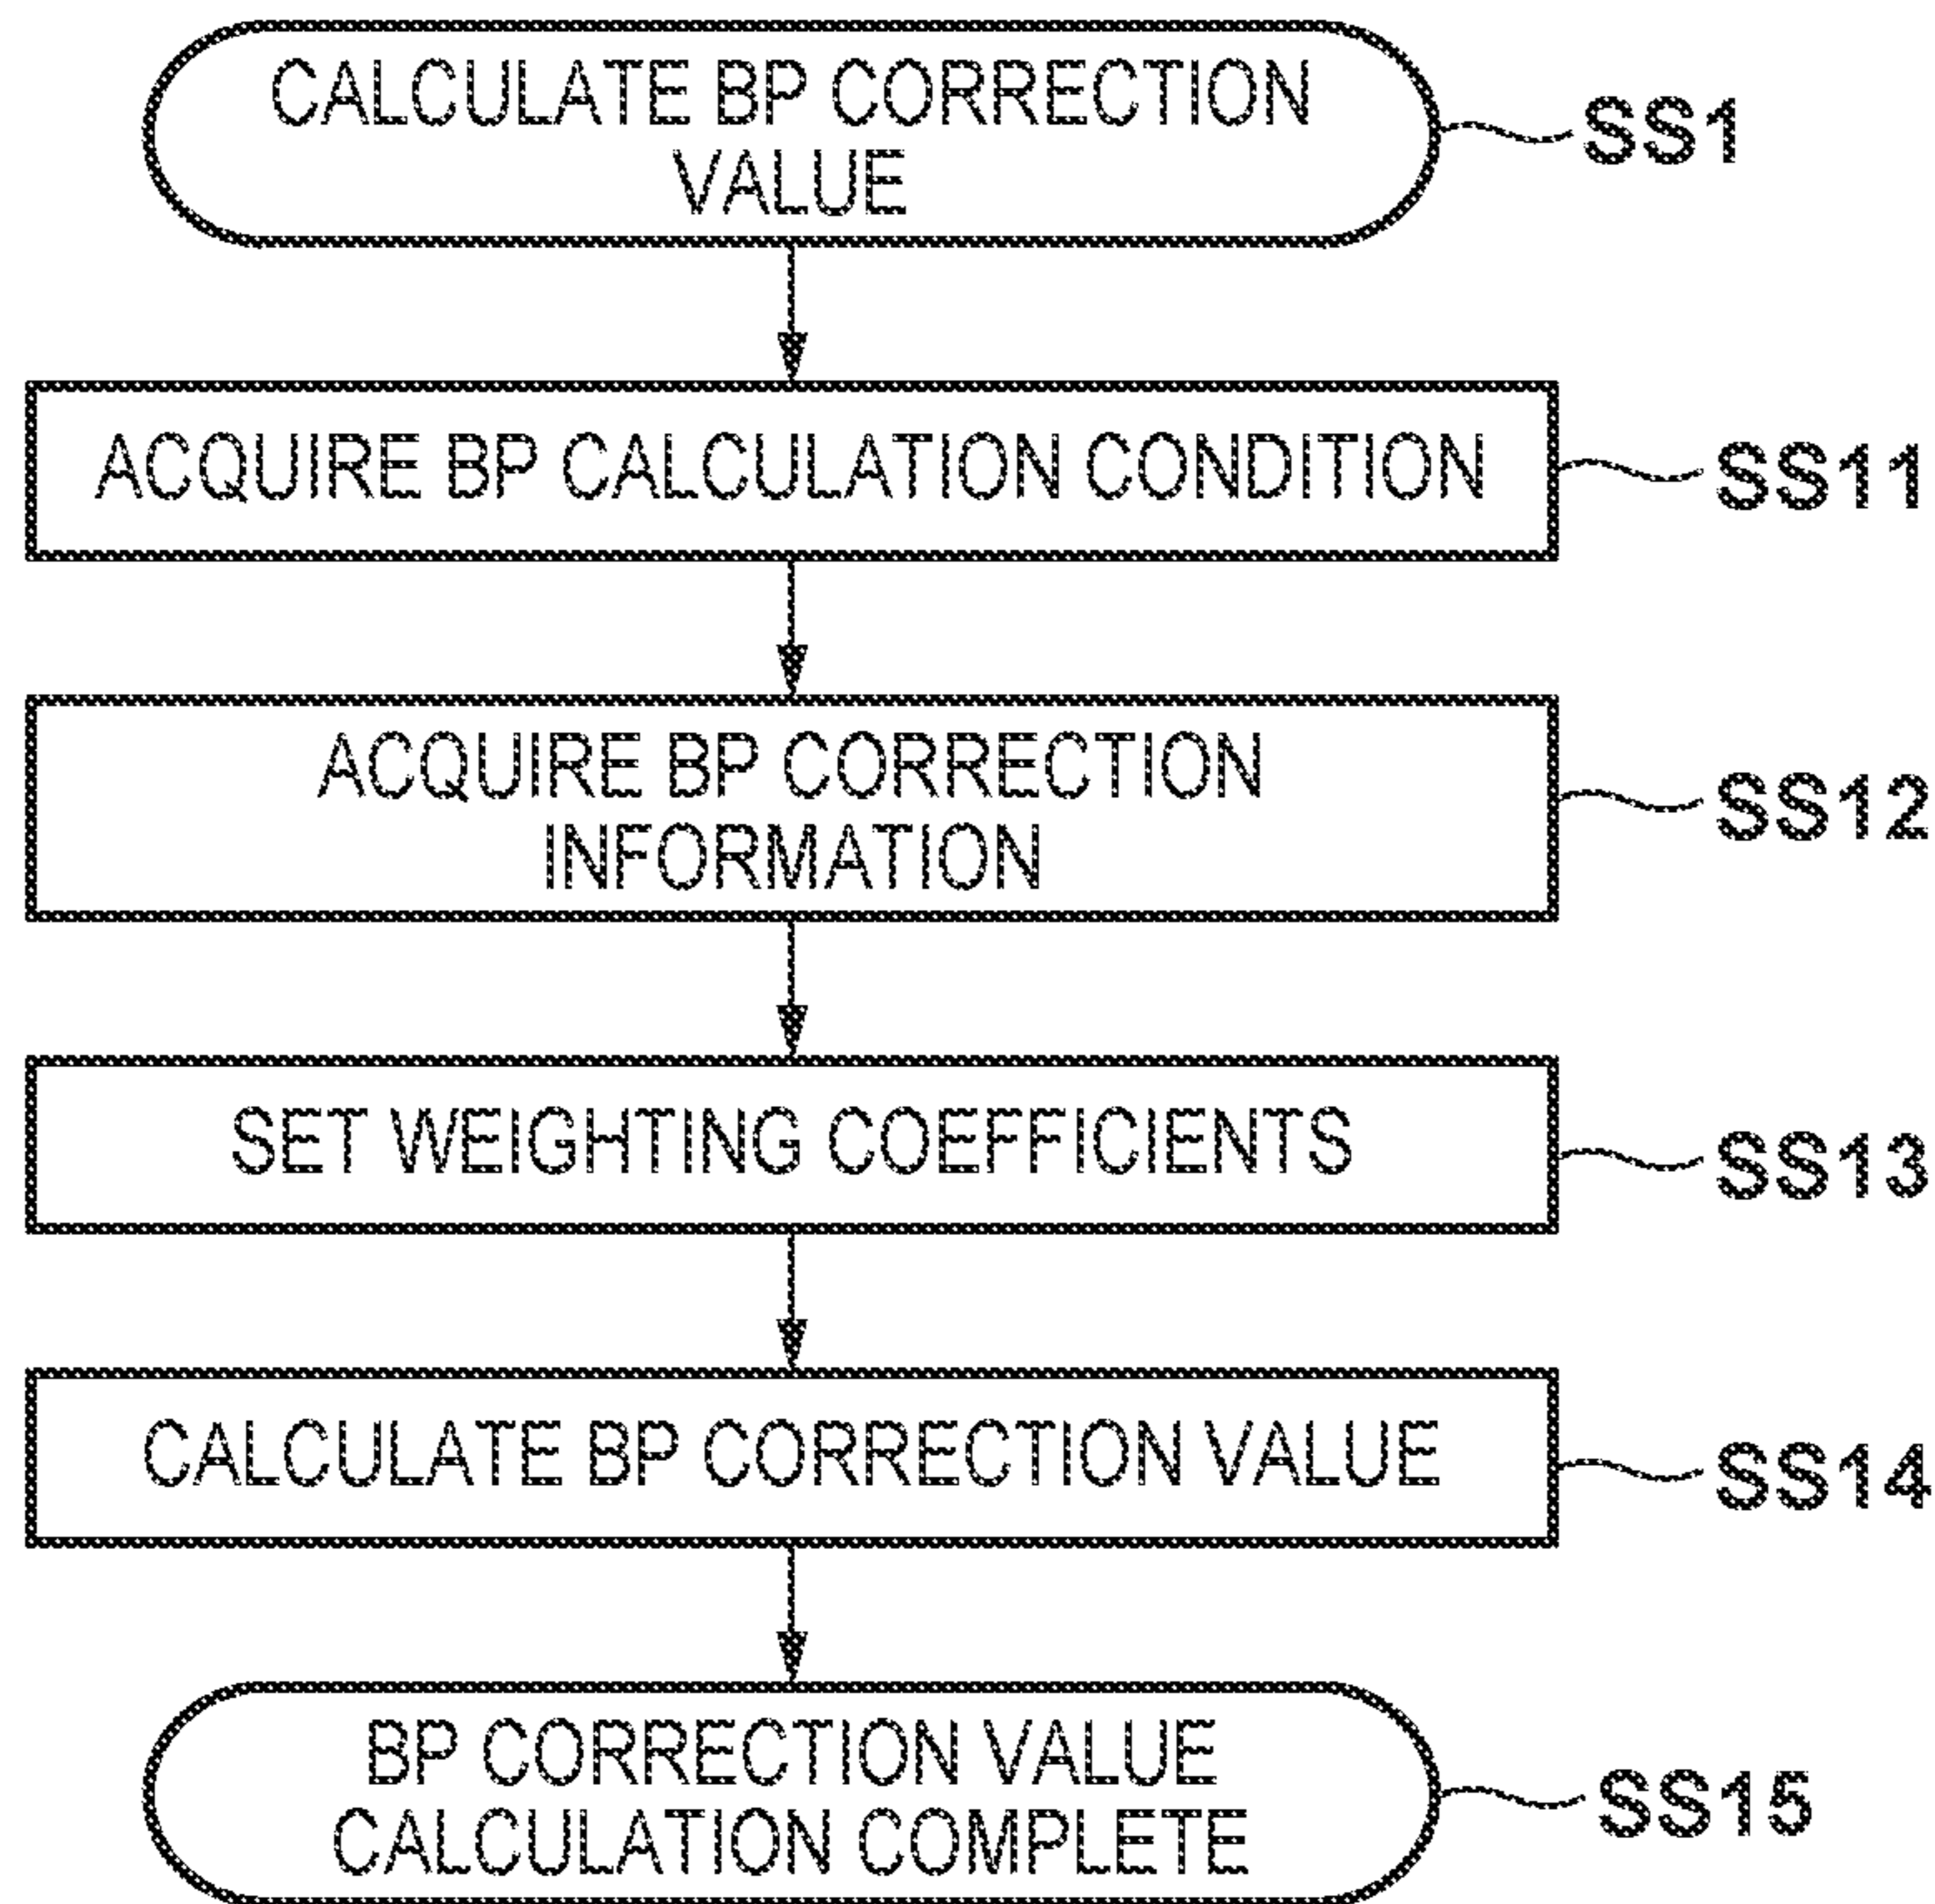 CALCULATE BP CORRECTION
VALUE
SS1
ACQUIRE BP CALCULATION CONDITION
SS11
ACQUIRE BP CORRECTION
INFORMATION
SS12
SET WEIGHTING COEFFICIENTS
SS13
CALCULATE BP CORRECTION VALUE
SS14
BP CORRECTION VALUE
CALCULATION COMPLETE
SS15